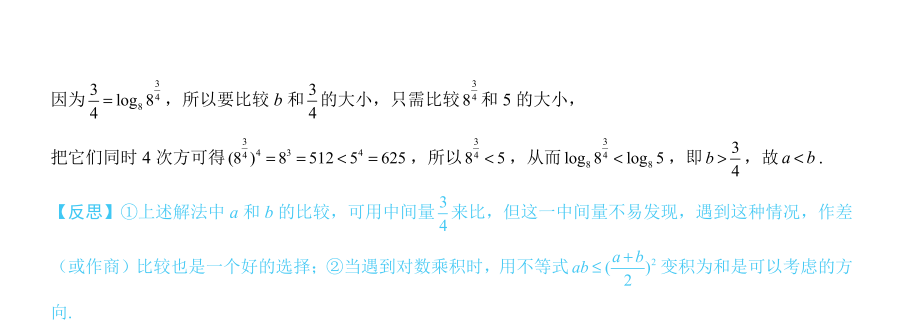 因为$\frac{3}{4}=\log_8 8^{\frac{3}{4}}$，所以要比较 b 和$\frac{3}{4}$的大小，只需比较$8^{\frac{3}{4}}$和 5 的大小，
把它们同时 4 次方可得$(8^{\frac{3}{4}})^4=8^3=512<5^4=625$，所以$8^{\frac{3}{4}}<5$，从而$\log_8 8^{\frac{3}{4}}<\log_8 5$，即$b>\frac{3}{4}$，故$a<b$.
【反思】①上述解法中 a 和 b 的比较，可用中间量$\frac{3}{4}$来比，但这一中间量不易发现，遇到这种情况，作差
（或作商）比较也是一个好的选择；②当遇到对数乘积时，用不等式$ab\leq(\frac{a+b}{2})^2$变积为和是可以考虑的方
向.